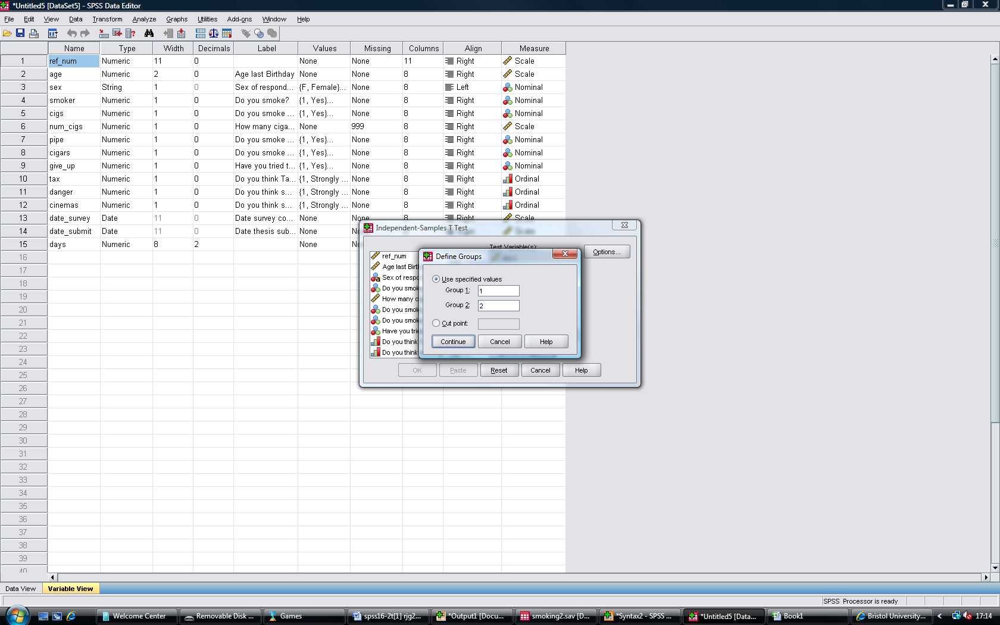 *Untitled5 [DataSet5] - SPSS Data Editor
File Edit View Data Transform Analyze Graphs Utilities Add-ons Window Help
Name Type Width Decimals Label Values Missing Columns Align Measure
1 ref_num Numeric 11 0 None None 11 Right Scale
2 age Numeric 2 0 Age last Birthday None None 8 Right Scale
3 sex String 1 0 Sex of respond... {F, Female}... None 8 Left Nominal
4 smoker Numeric 1 0 Do you smoke? {1, Yes}... None 8 Right Nominal
5 cigs Numeric 1 0 Do you smoke ... {1, Yes}... None 8 Right Nominal
6 num_cigs Numeric 1 0 How many ciga... None 999 8 Right Scale
7 pipe Numeric 1 0 Do you smoke ... {1, Yes}... None 8 Right Nominal
8 cigars Numeric 1 0 Do you smoke ... {1, Yes}... None 8 Right Nominal
9 give_up Numeric 1 0 Have you tried t... {1, Yes}... None 8 Right Nominal
10 tax Numeric 1 0 Do you think Ta... {1, Strongly ... None 8 Right Ordinal
11 danger Numeric 1 0 Do you think s... {1, Strongly ... None 8 Right Ordinal
12 cinemas Numeric 1 0 Do you think s... {1, Strongly ... None 8 Right Ordinal
13 date_survey Date 11 0 Date survey co... None None 8 Right Scale
14 date_submit Date 11 0 Date thesis sub... None
15 days Numeric 8 2 None
16
17
18
19
20
21
22
23
24
25
26
27
28
29
30
31
32
33
34
35
36
37
38
39
40
Independent-Samples T Test
Test Variable(s):
Options...
ref_num
Age last Birt
Sex of resp
Do you smo
How many c
Do you smo
Do you smo
Have you tri
Do you think
Do you think
OK Paste Reset Cancel Help
Define Groups
Use specified values
Group 1: 1
Group 2: 2
Cut point:
Continue Cancel Help
Data View Variable View
SPSS Processor is ready
Welcome Center Removable Disk ... Games spss16-2t[1] rjg2... *Output1 [Docu... smoking2.sav [D... *Syntax2 - SPSS ... *Untitled5 [Data... Book1 Bristol University... < 17:14